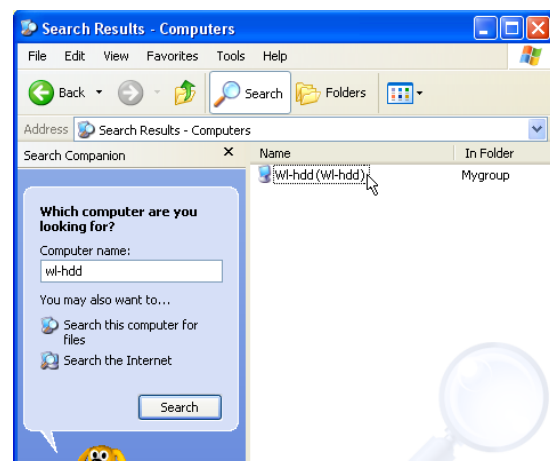 Search Results - Computers
File Edit View Favorites Tools Help
Back Search Folders
Address Search Results - Computers
Search Companion × Name In Folder
Wl-hdd (Wl-hdd) Mygroup
Which computer are you
looking for?
Computer name:
wl-hdd
You may also want to...
Search this computer for
files
Search the Internet
Search